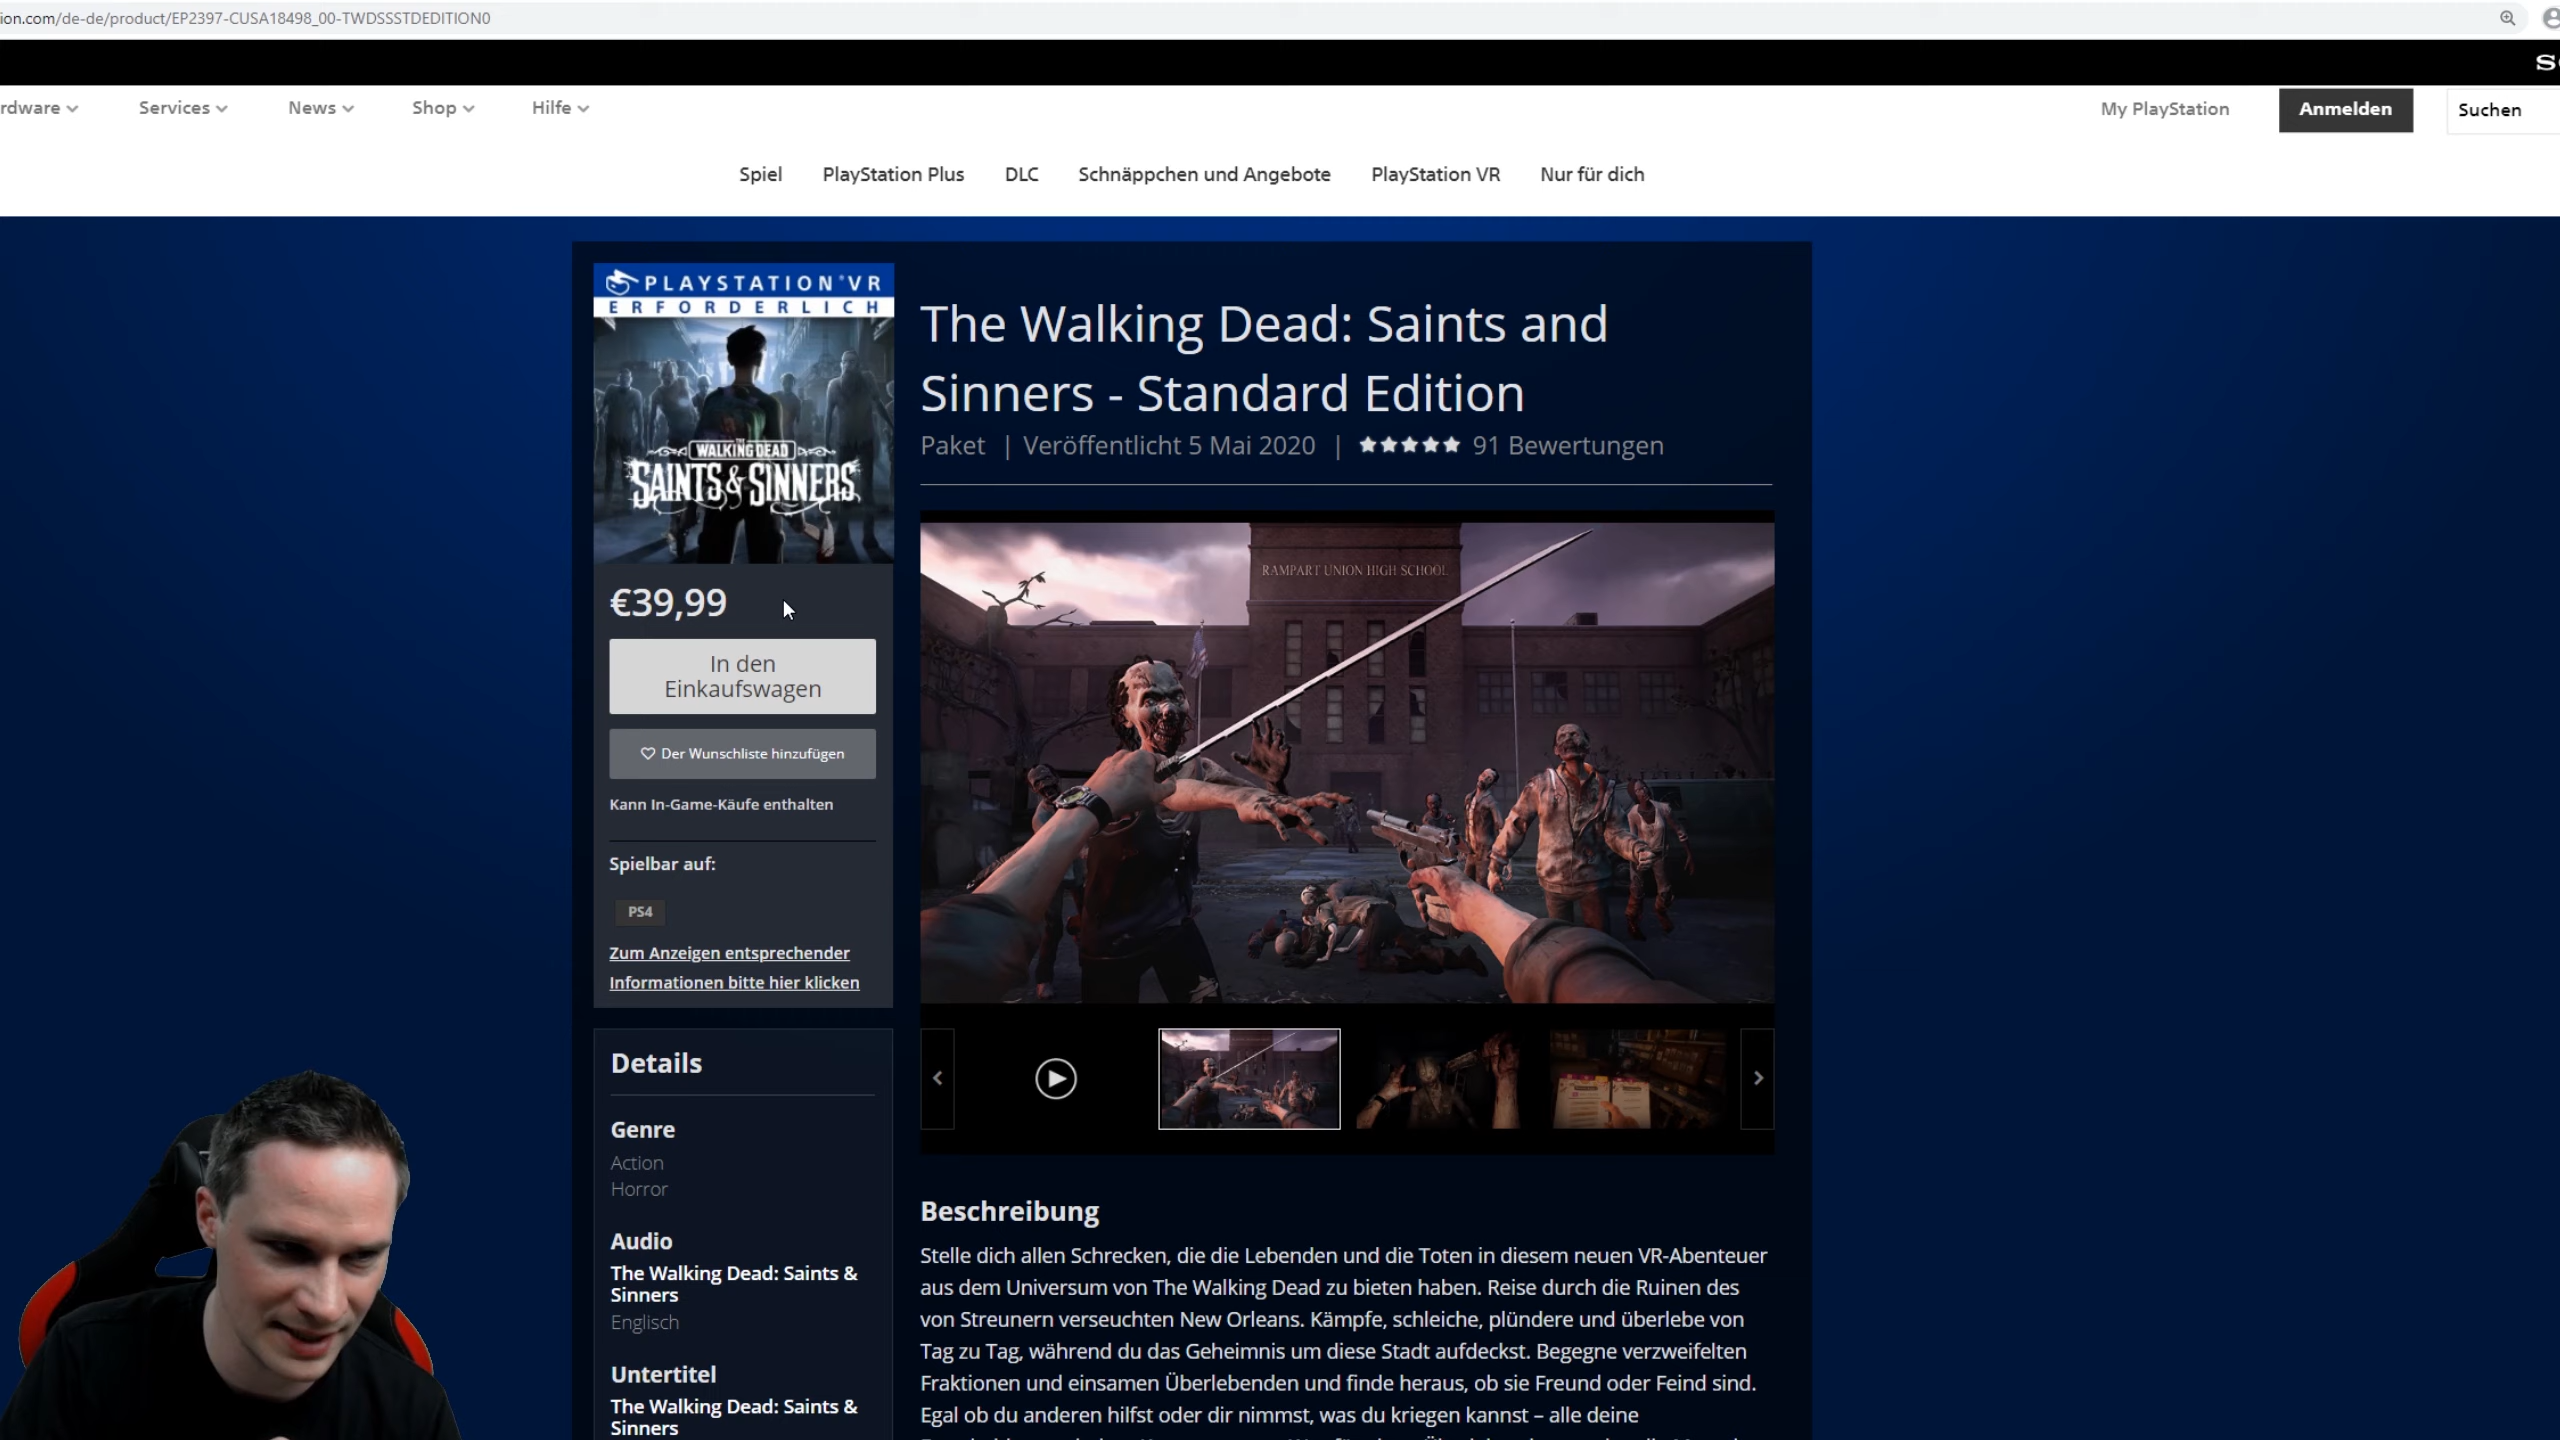 ion.com/de-de/product/EP2397-CUSA18498_00-TWDSSSTDEDITION0
rdware Services News Shop Hilfe
My PlayStation Anmelden Suchen
Spiel PlayStation Plus DLC Schnäppchen und Angebote PlayStation VR Nur für dich
PLAYSTATION®VR
ERFORDERLICH
THE
WALKING DEAD
SAINTS & SINNERS
€39,99
In den
Einkaufswagen
Der Wunschliste hinzufügen
Kann In-Game-Käufe enthalten
Spielbar auf:
PS4
Zum Anzeigen entsprechender
Informationen bitte hier klicken
Details
Genre
Action
Horror
Audio
The Walking Dead: Saints &
Sinners
Englisch
Untertitel
The Walking Dead: Saints &
Sinners
The Walking Dead: Saints and
Sinners - Standard Edition
Paket | Veröffentlicht 5 Mai 2020 | ★★★★★ 91 Bewertungen
RAMPART UNION HIGH SCHOOL
Beschreibung
Stelle dich allen Schrecken, die die Lebenden und die Toten in diesem neuen VR-Abenteuer
aus dem Universum von The Walking Dead zu bieten haben. Reise durch die Ruinen des
von Streunern verseuchten New Orleans. Kämpfe, schleiche, plündere und überlebe von
Tag zu Tag, während du das Geheimnis um diese Stadt aufdeckst. Begegne verzweifelten
Fraktionen und einsamen Überlebenden und finde heraus, ob sie Freund oder Feind sind.
Egal ob du anderen hilfst oder dir nimmst, was du kriegen kannst – alle deine